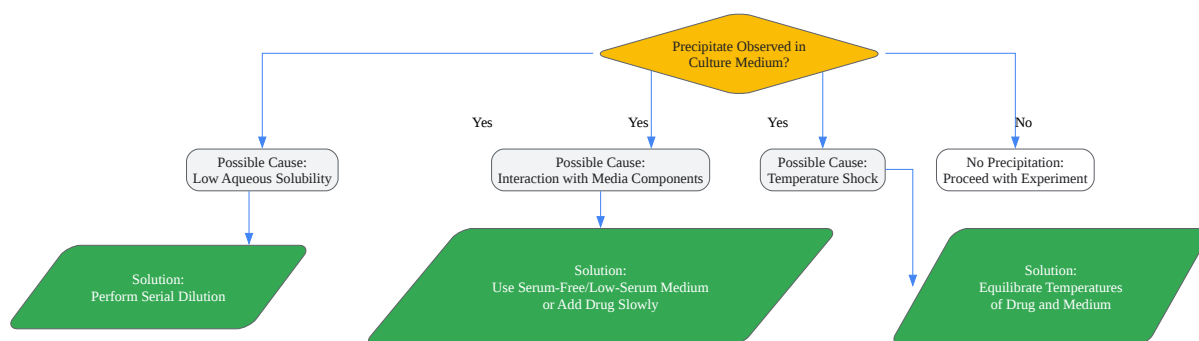 Precipitate Observed in
Culture Medium?
Yes
Yes
Yes
No
Possible Cause:
Low Aqueous Solubility
Possible Cause:
Interaction with Media Components
Possible Cause:
Temperature Shock
No Precipitation:
Proceed with Experiment
Solution:
Perform Serial Dilution
Solution:
Use Serum-Free/Low-Serum Medium
or Add Drug Slowly
Solution:
Equilibrate Temperatures
of Drug and Medium